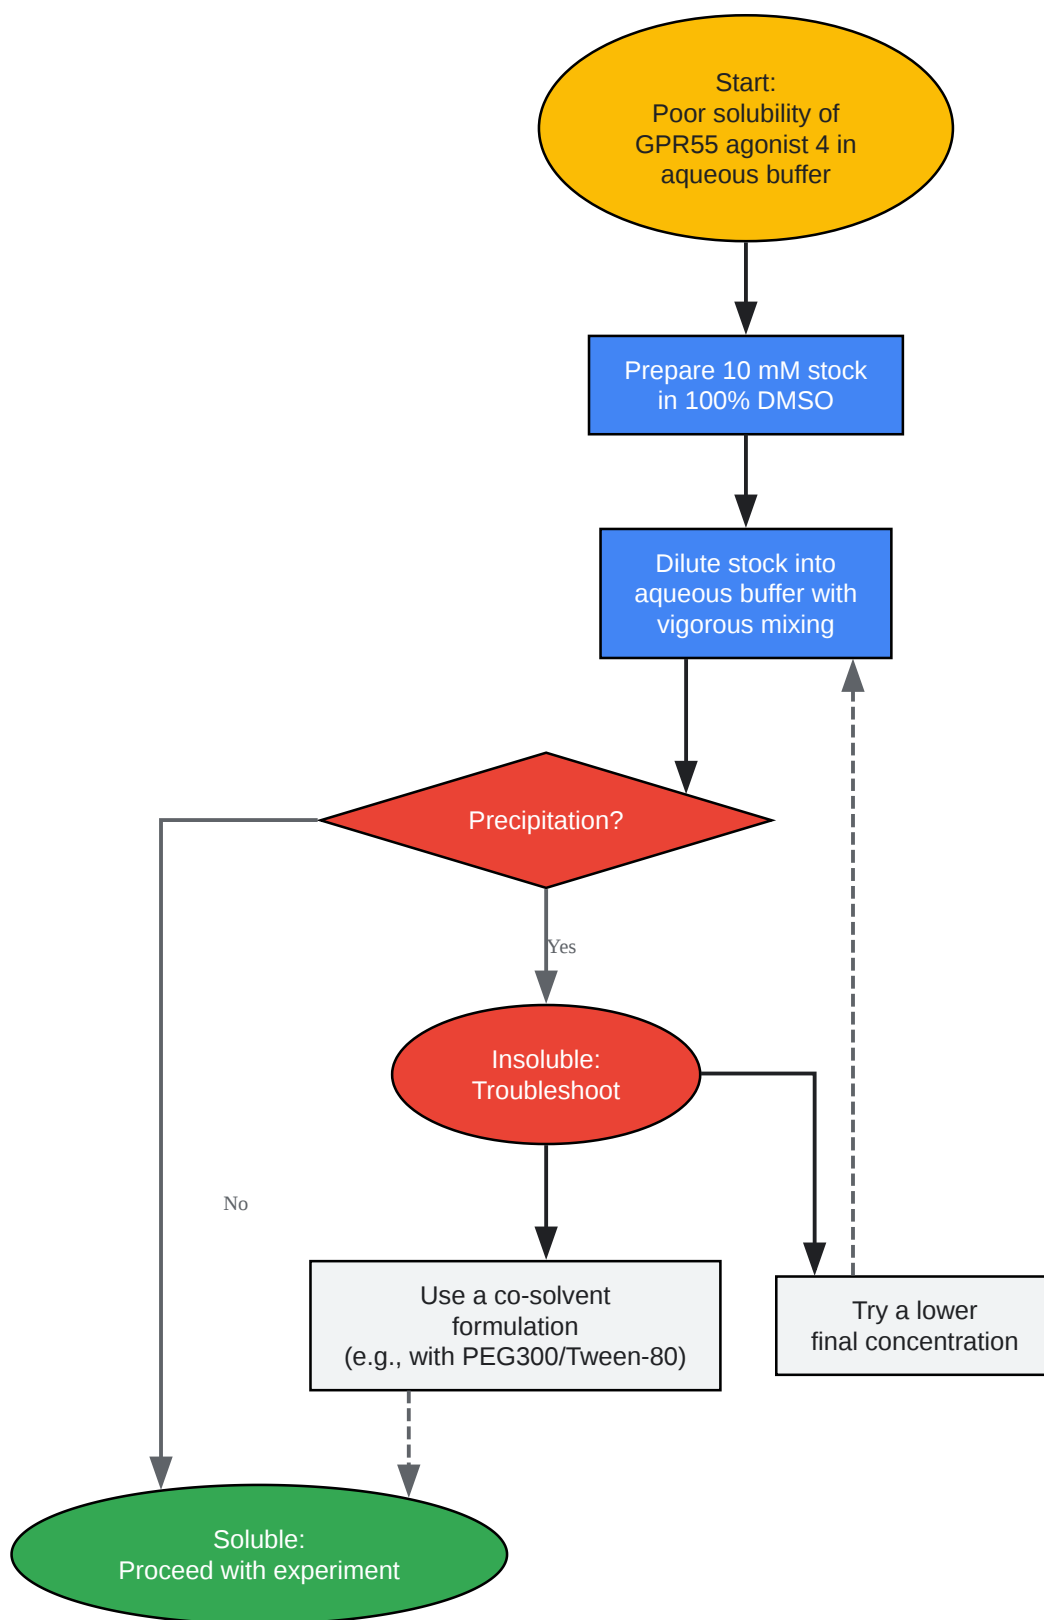 Start:
Poor solubility of
GPR55 agonist 4 in
aqueous buffer
Prepare 10 mM stock
in 100% DMSO
Dilute stock into
aqueous buffer with
vigorous mixing
Precipitation?
Yes
Insoluble:
Troubleshoot
No
Use a co-solvent
formulation
(e.g., with PEG300/Tween-80)
Try a lower
final concentration
Soluble:
Proceed with experiment